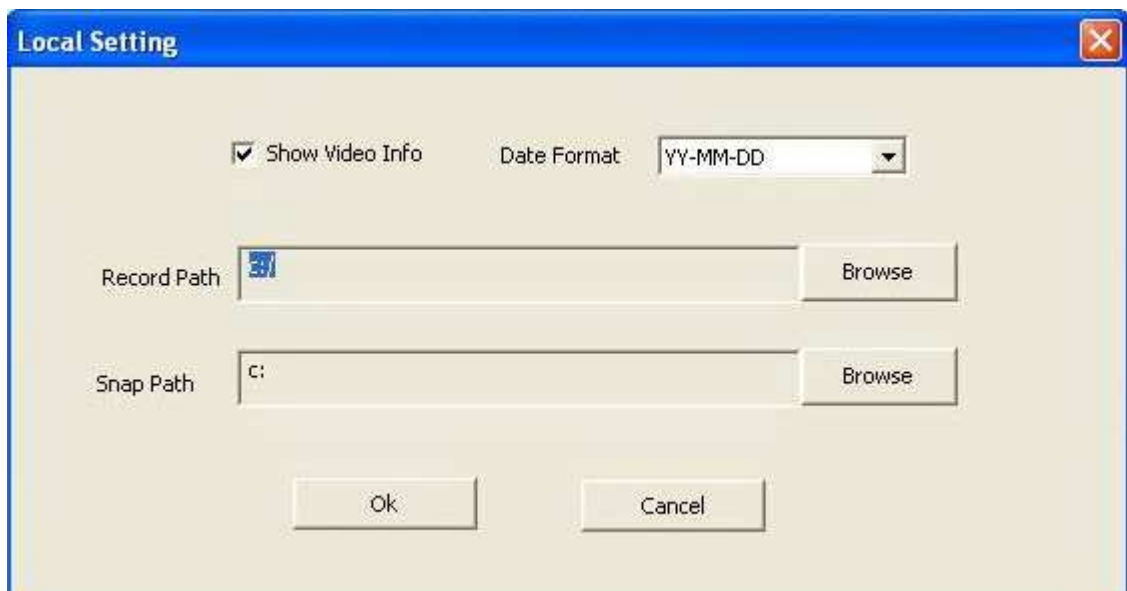 Local Setting
Show Video Info
Date Format
YY-MM-DD
Record Path
Browse
Snap Path
c:
Browse
Ok
Cancel